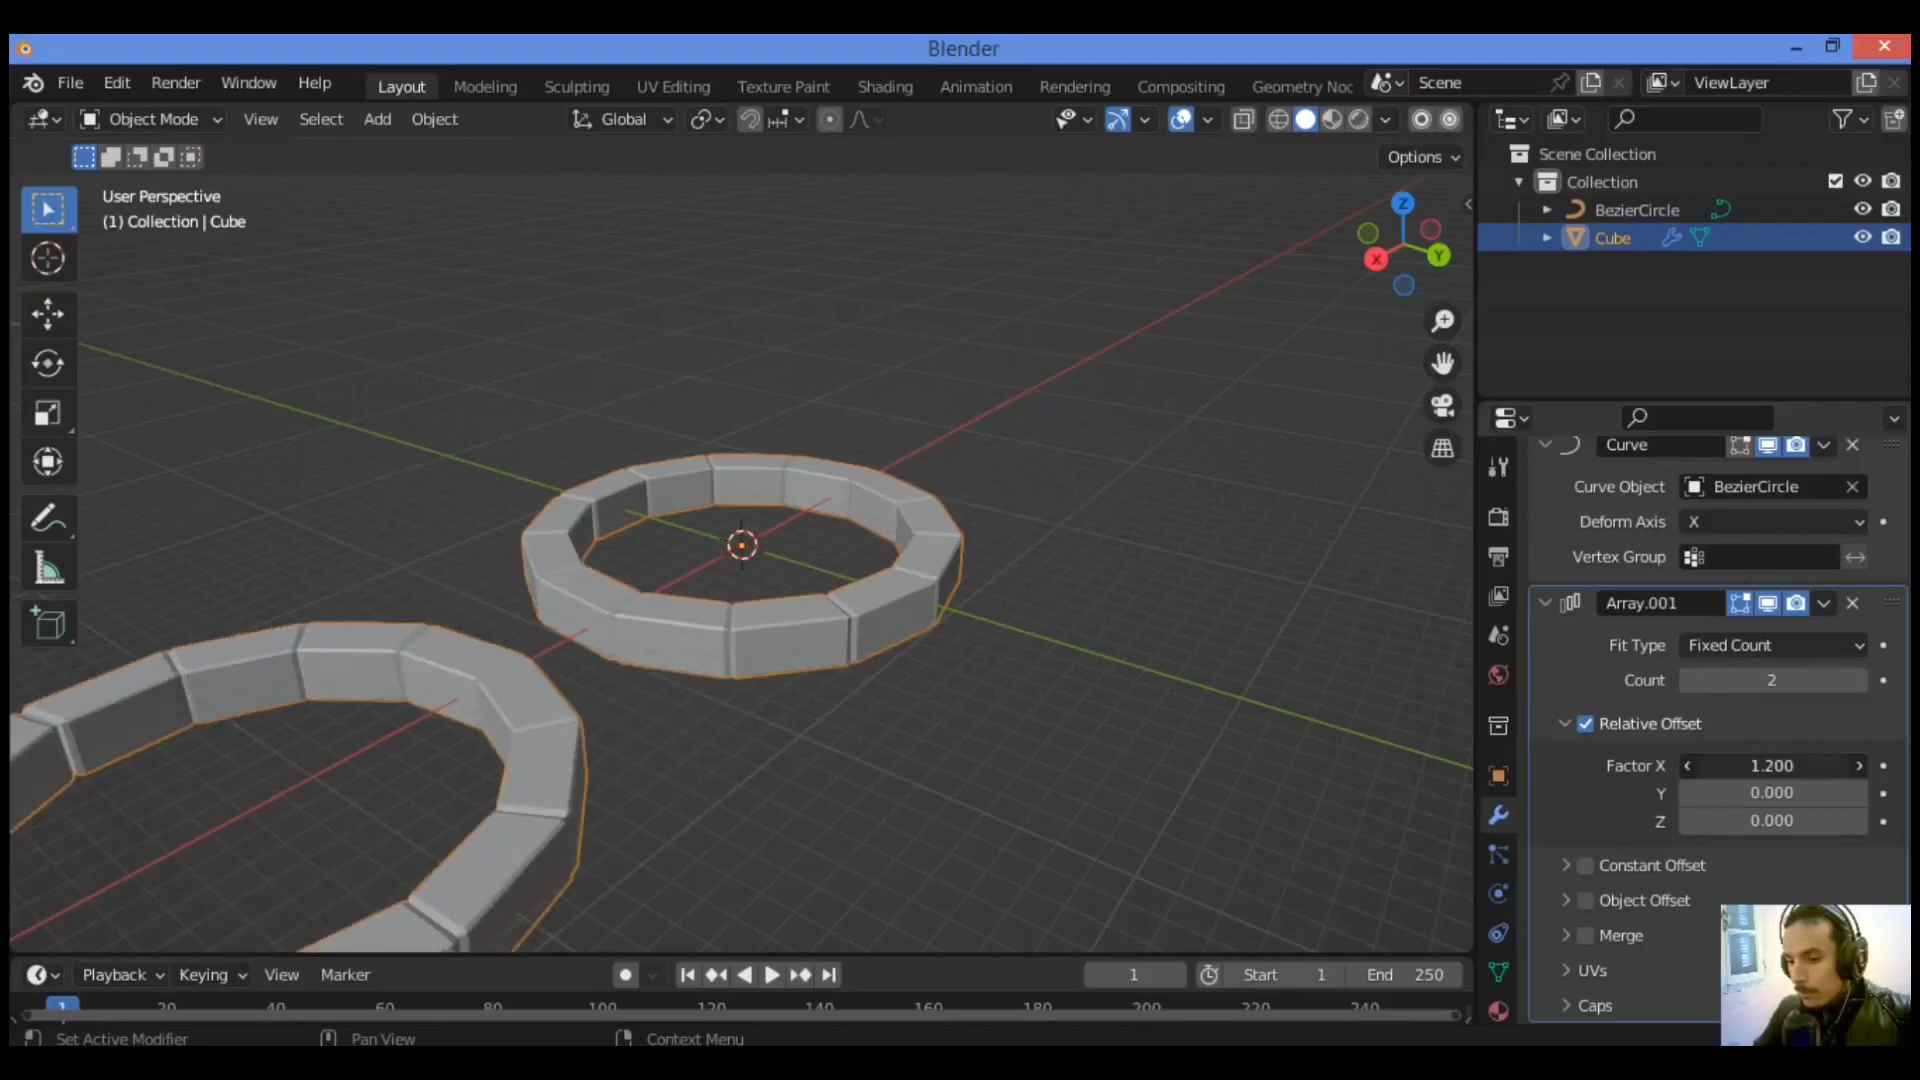 Blender
File Edit Render Window Help Layout Modeling Sculpting UV Editing Texture Paint Shading Animation Rendering Compositing Geometry Noc Scene ViewLayer
Object Mode View Select Add Object Global
Options
User Perspective
(1) Collection | Cube
Z
X
Y
Scene Collection
Collection
BezierCircle
Cube
Curve
Curve Object BezierCircle
Deform Axis X
Vertex Group
Array.001
Fit Type Fixed Count
Count 2
Relative Offset
Factor X 1.200
Y 0.000
Z 0.000
Constant Offset
Object Offset
Merge
UVs
Caps
Playback Keying View Marker 1 Start 1 End 250
1 20 40 60 80 100 120 140 160 180 200 220 240
Set Active Modifier Pan View Context Menu